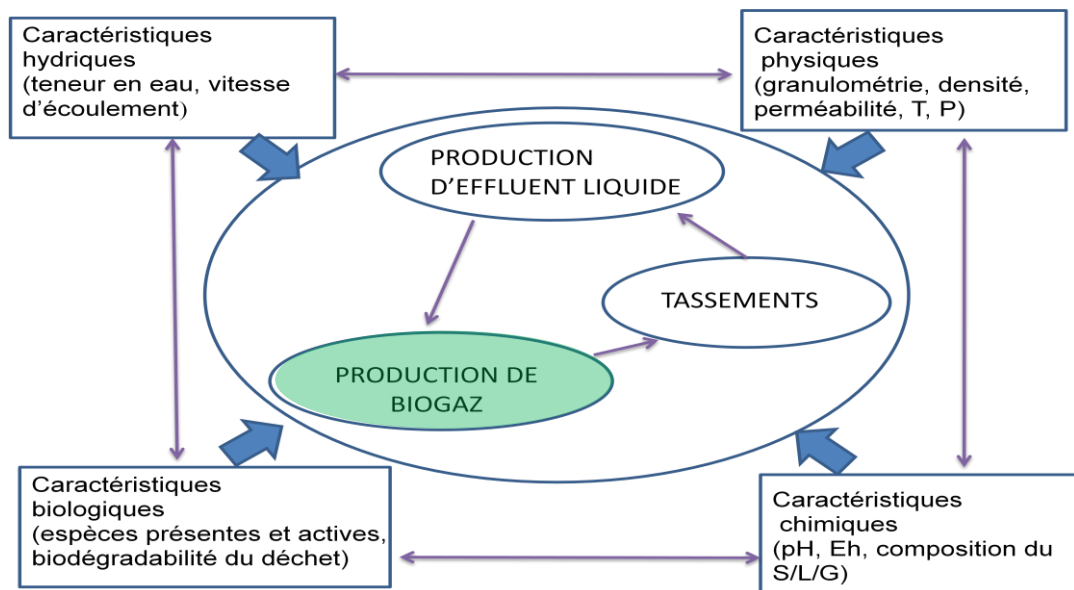 Caractéristiques
hydriques
(teneur en eau, vitesse
d'écoulement)
Caractéristiques
physiques
(granulométrie, densité,
perméabilité, T, P)
PRODUCTION
D'EFFLUENT LIQUIDE
TASSEMENTS
PRODUCTION DE
BIOGAZ
Caractéristiques
biologiques
(espèces présentes et actives,
biodégradabilité du déchet)
Caractéristiques
chimiques
(pH, Eh, composition du
S/L/G)